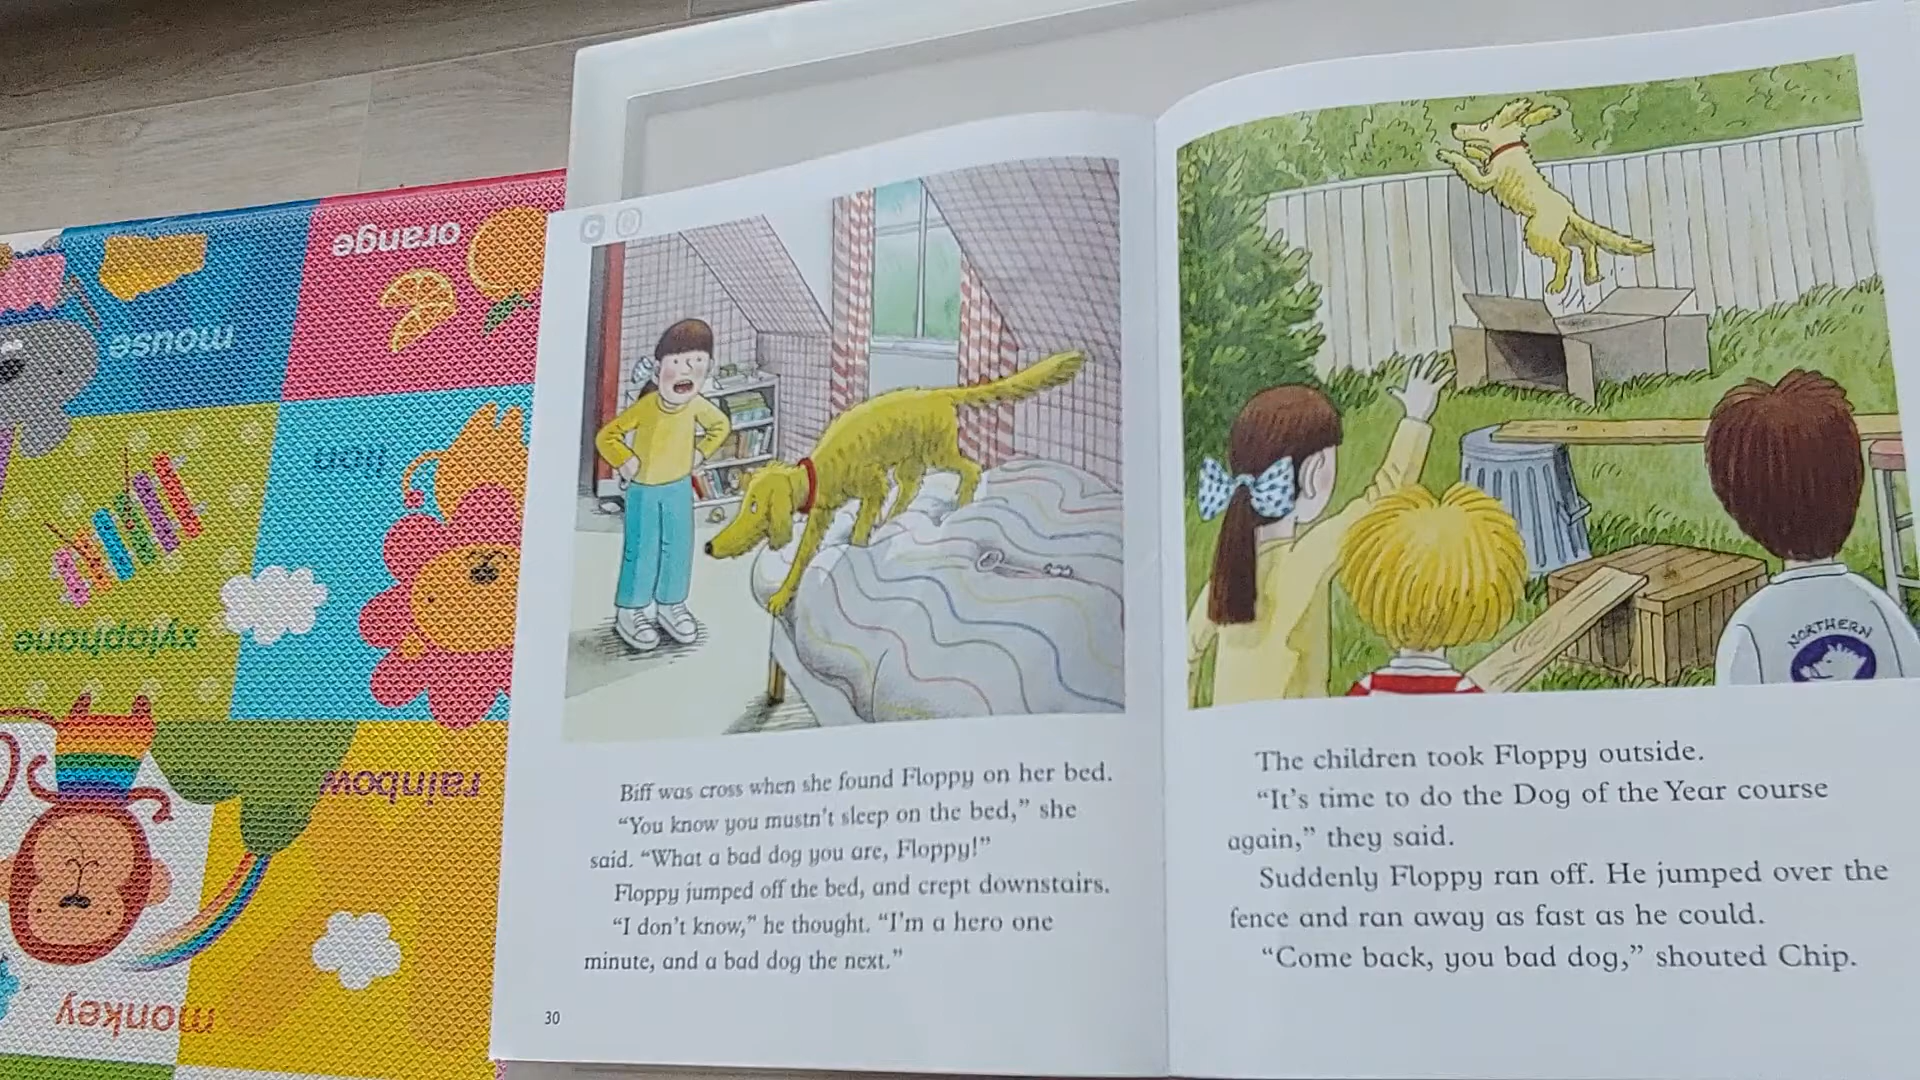 orange
mouse
lion
xylophone
rainbow
monkey
Biff was cross when she found Floppy on her bed.
“You know you mustn’t sleep on the bed,” she
said. “What a bad dog you are, Floppy!”
Floppy jumped off the bed, and crept downstairs.
“I don’t know,” he thought. “I’m a hero one
minute, and a bad dog the next.”
30
NORTHERN
The children took Floppy outside.
“It’s time to do the Dog of the Year course
again,” they said.
Suddenly Floppy ran off. He jumped over the
fence and ran away as fast as he could.
“Come back, you bad dog,” shouted Chip.